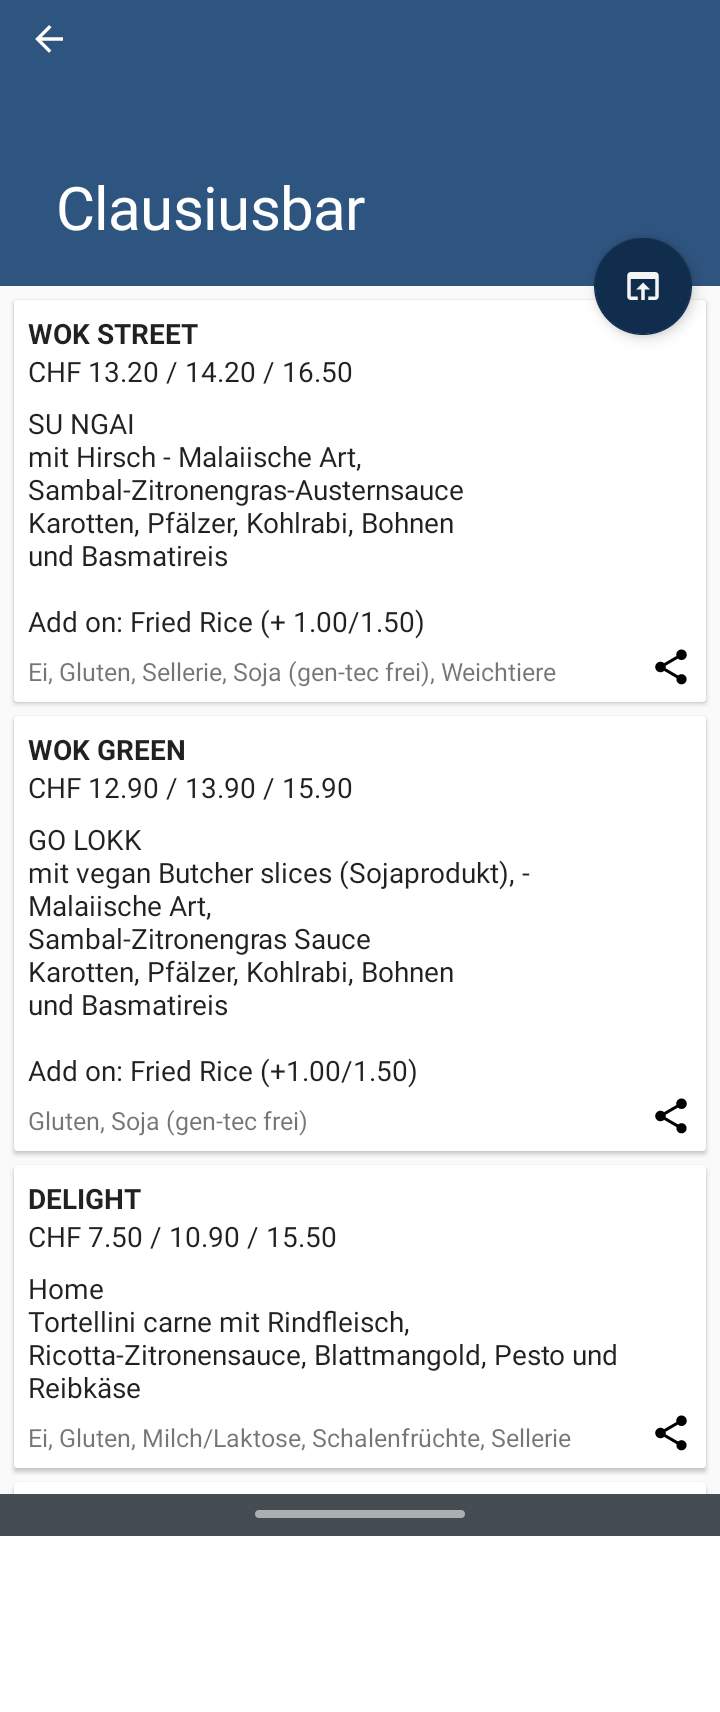 Clausiusbar
WOK STREET
CHF 13.20 / 14.20 / 16.50
SU NGAI
mit Hirsch - Malaiische Art,
Sambal-Zitronengras-Austernsauce
Karotten, Pfälzer, Kohlrabi, Bohnen
und Basmatireis
Add on: Fried Rice (+ 1.00/1.50)
Ei, Gluten, Sellerie, Soja (gen-tec frei), Weichtiere
WOK GREEN
CHF 12.90 / 13.90 / 15.90
GO LOKK
mit vegan Butcher slices (Sojaprodukt), -
Malaiische Art,
Sambal-Zitronengras Sauce
Karotten, Pfälzer, Kohlrabi, Bohnen
und Basmatireis
Add on: Fried Rice (+1.00/1.50)
Gluten, Soja (gen-tec frei)
DELIGHT
CHF 7.50 / 10.90 / 15.50
Home
Tortellini carne mit Rindfleisch,
Ricotta-Zitronensauce, Blattmangold, Pesto und
Reibkäse
Ei, Gluten, Milch/Laktose, Schalenfrüchte, Sellerie